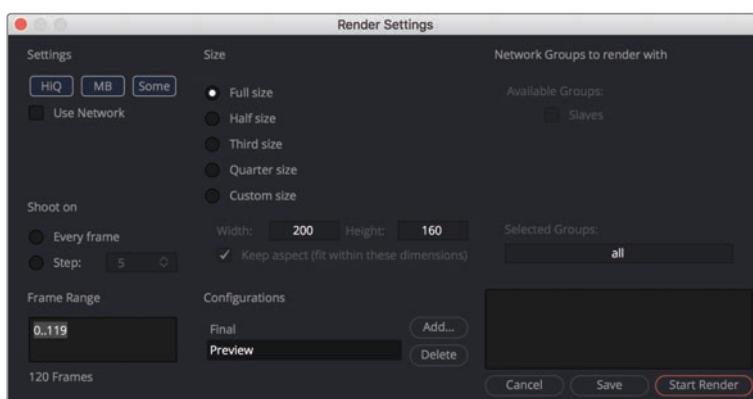 Render Settings
Settings
HiQ MB Some
Use Network
Shoot on
Every frame
Step: 5
Frame Range
0..119
120 Frames
Size
Full size
Half size
Third size
Quarter size
Custom size
Width: 200 Height: 160
Keep aspect (fit within these dimensions)
Configurations
Final
Preview
Add...
Delete
Network Groups to render with
Available Groups:
Slaves
Selected Groups:
all
Cancel Save Start Render